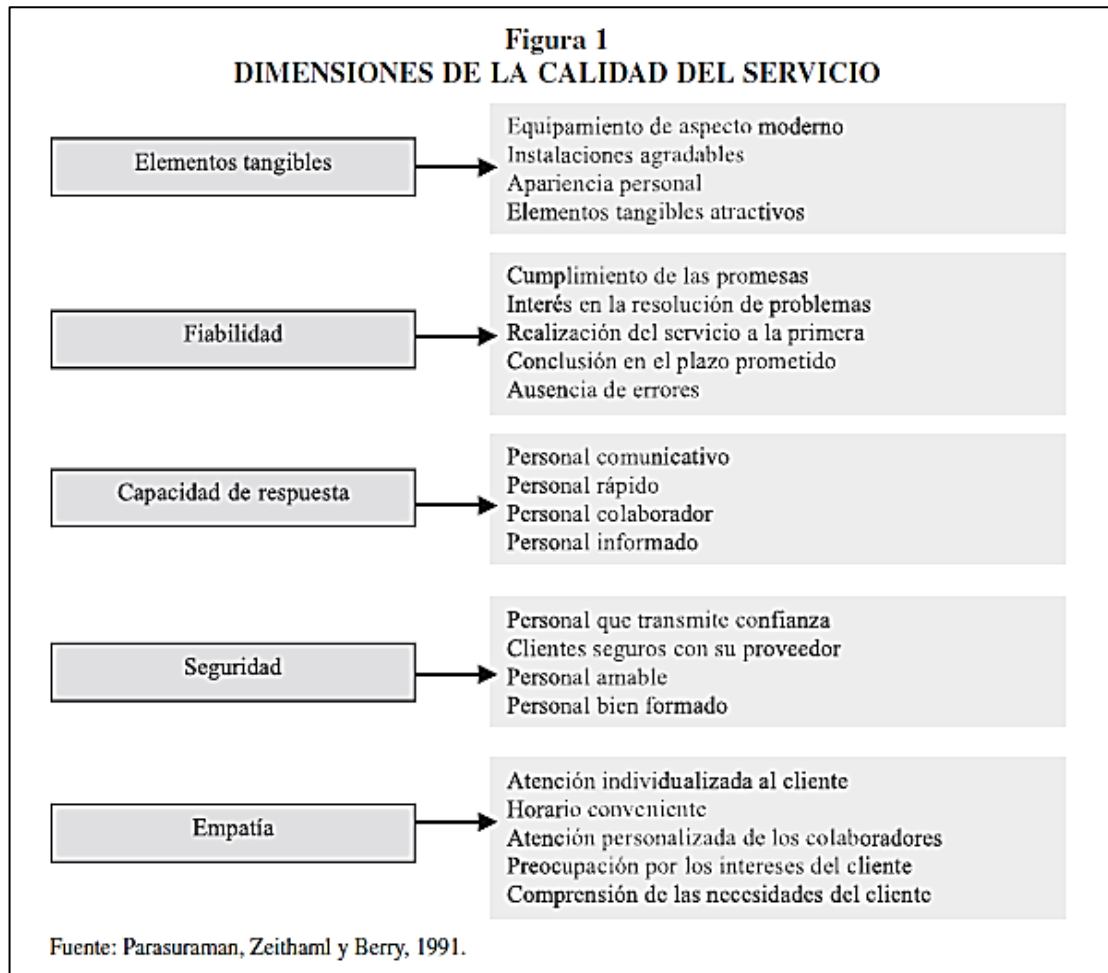 Figura 1
DIMENSIONES DE LA CALIDAD DEL SERVICIO
Elementos tangibles
Equipamiento de aspecto moderno
Instalaciones agradables
Apariencia personal
Elementos tangibles atractivos
Fiabilidad
Cumplimiento de las promesas
Interés en la resolución de problemas
Realización del servicio a la primera
Conclusión en el plazo prometido
Ausencia de errores
Capacidad de respuesta
Personal comunicativo
Personal rápido
Personal colaborador
Personal informado
Seguridad
Personal que transmite confianza
Clientes seguros con su proveedor
Personal amable
Personal bien formado
Empatía
Atención individualizada al cliente
Horario conveniente
Atención personalizada de los colaboradores
Preocupación por los intereses del cliente
Comprensión de las necesidades del cliente
Fuente: Parasuraman, Zeithaml y Berry, 1991.